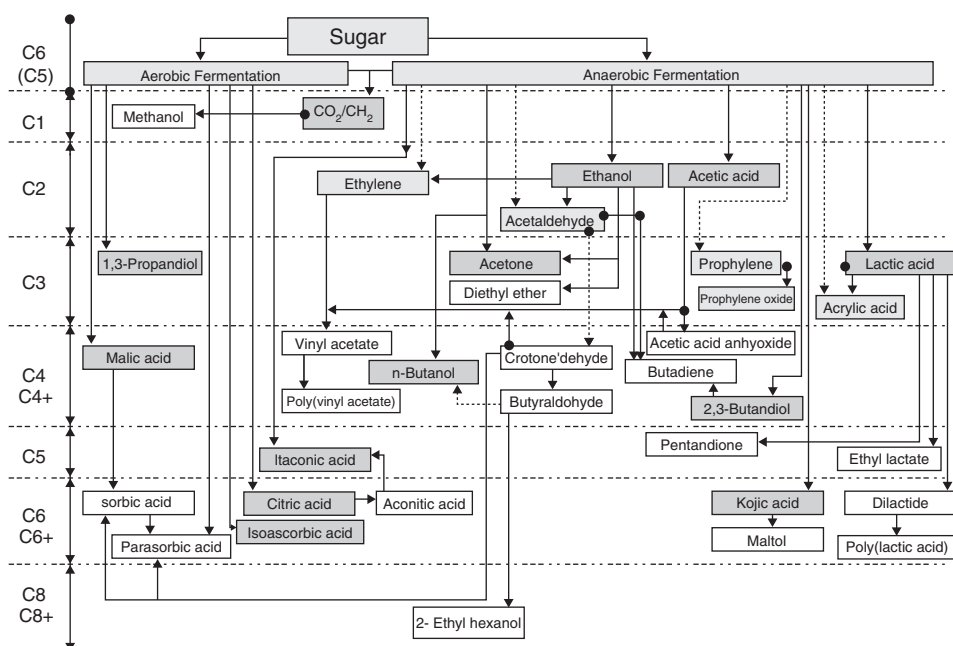 Sugar
C6
(C5)
Aerobic Fermentation
Anaerobic Fermentation
C1
Methanol
CO2/CH2
C2
Ethylene
Ethanol
Acetic acid
Acetaldehyde
C3
1,3-Propandiol
Acetone
Prophylene
Lactic acid
Diethyl ether
Prophylene oxide
Acrylic acid
C4
C4+
Malic acid
Vinyl acetate
Crotone'dehyde
Acetic acid anhyoxide
n-Butanol
Butadiene
Poly(vinyl acetate)
Butyraldohyde
2,3-Butandiol
C5
Itaconic acid
Pentandione
Ethyl lactate
C6
C6+
sorbic acid
Citric acid
Aconitic acid
Kojic acid
Dilactide
Isoascorbic acid
Parasorbic acid
Maltol
Poly(lactic acid)
C8
C8+
2- Ethyl hexanol